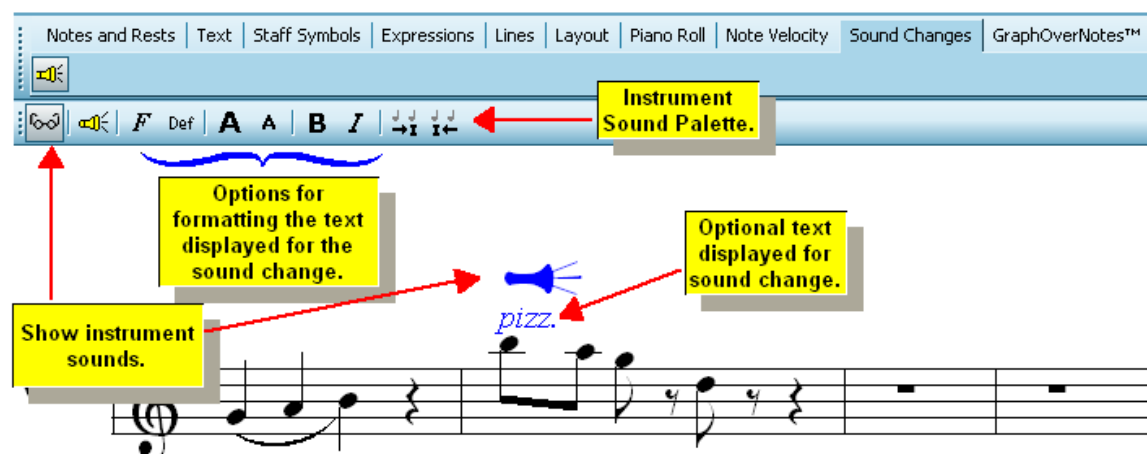 Notes and Rests | Text | Staff Symbols | Expressions | Lines | Layout | Piano Roll | Note Velocity | Sound Changes | GraphOverNotes™
F Def A A B I
Instrument
Sound Palette.
Options for
formatting the text
displayed for the
sound change.
Optional text
displayed for
sound change.
Show instrument
sounds.
pizz.